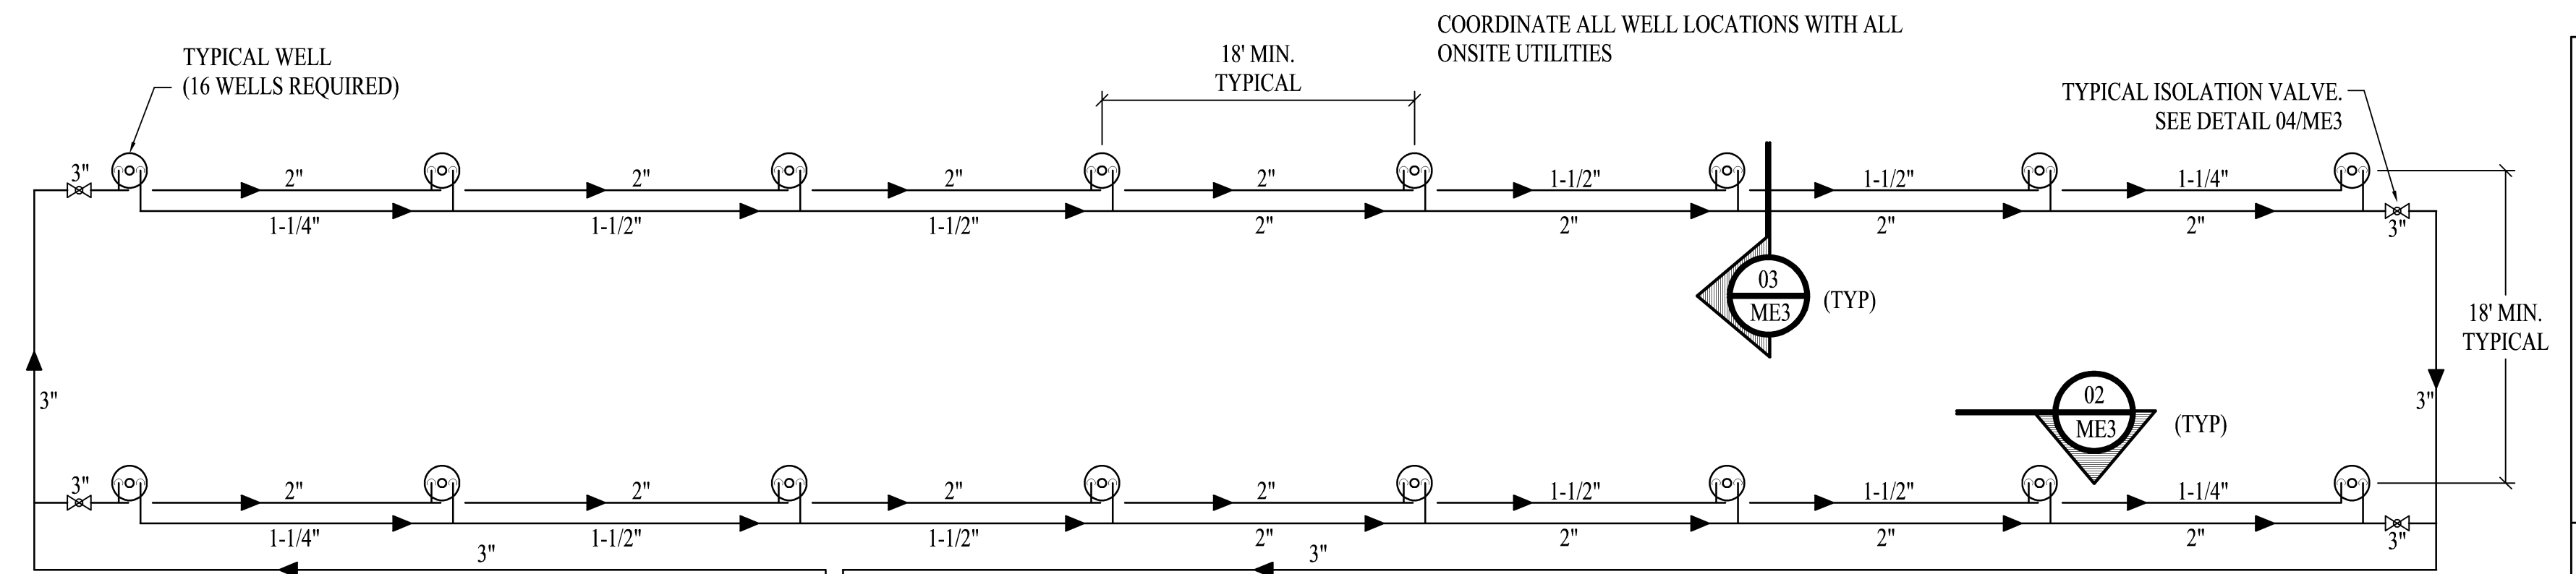 COORDINATE ALL WELL LOCATIONS WITH ALL
ONSITE UTILITIES
TYPICAL WELL
(16 WELLS REQUIRED)
18' MIN.
TYPICAL
TYPICAL ISOLATION VALVE.
SEE DETAIL 04/ME3
3"
2"
2"
2"
2"
1-1/2"
1-1/2"
1-1/4"
1-1/4"
1-1/2"
1-1/2"
2"
2"
2"
2"
3"
03
ME3
(TYP)
18' MIN.
TYPICAL
3"
3"
02
ME3
(TYP)
3"
2"
2"
2"
2"
1-1/2"
1-1/2"
1-1/4"
1-1/4"
1-1/2"
1-1/2"
2"
2"
2"
2"
3"
3"
3"